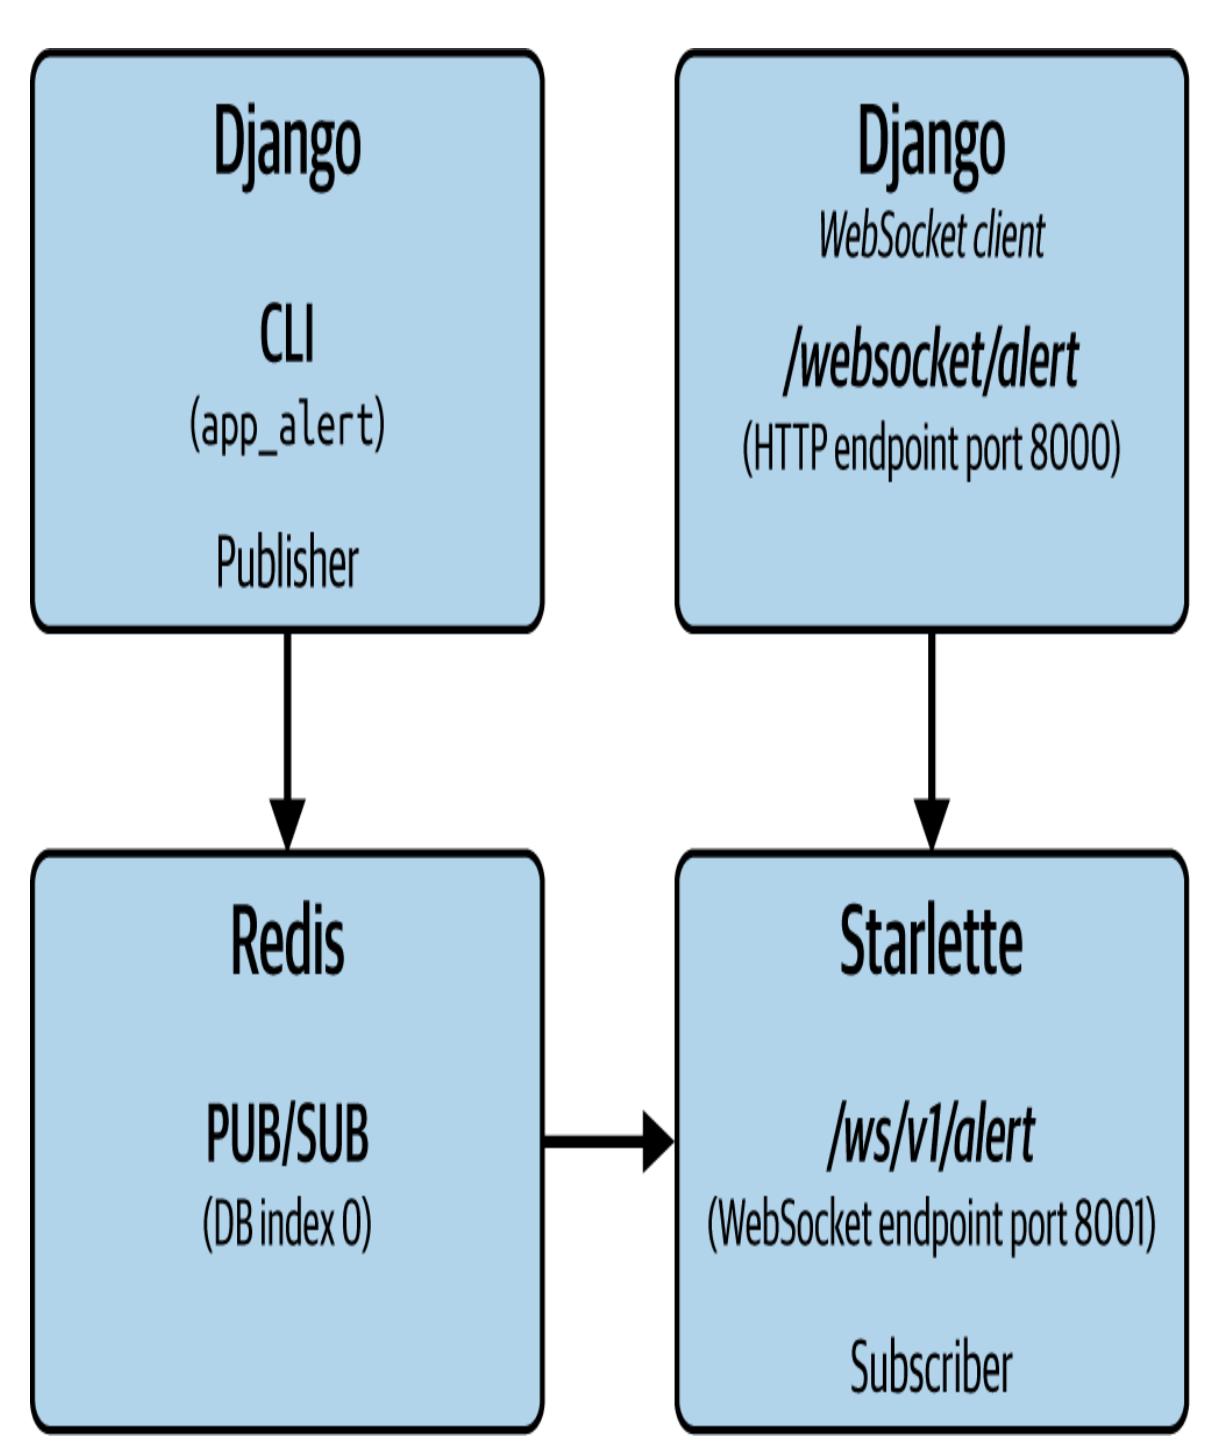 Django
CLI
(app_alert)
Publisher
Django
WebSocket client
/websocket/alert
(HTTP endpoint port 8000)
Redis
PUB/SUB
(DB index 0)
Starlette
/ws/v1/alert
(WebSocket endpoint port 8001)
Subscriber